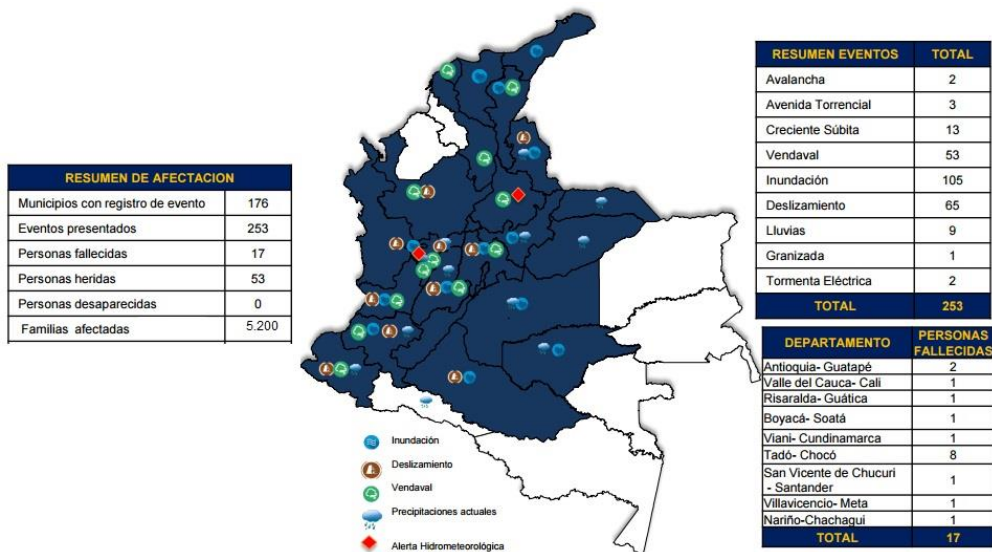 RESUMEN DE AFECTACION
Municipios con registro de evento 176
Eventos presentados 253
Personas fallecidas 17
Personas heridas 53
Personas desaparecidas 0
Familias afectadas 5.200
Inundación
Deslizamiento
Vendaval
Precipitaciones actuales
Alerta Hidrometeorológica
RESUMEN EVENTOS TOTAL
Avalancha 2
Avenida Torrencial 3
Creciente Súbita 13
Vendaval 53
Inundación 105
Deslizamiento 65
Lluvias 9
Granizada 1
Tormenta Eléctrica 2
TOTAL 253
DEPARTAMENTO PERSONAS
FALLECIDAS
Antioquia- Guatapé 2
Valle del Cauca- Cali 1
Risaralda- Guática 1
Boyacá- Soatá 1
Viani- Cundinamarca 1
Tadó- Chocó 8
San Vicente de Chucuri
- Santander 1
Villavicencio- Meta 1
Nariño-Chachagui 1
TOTAL 17